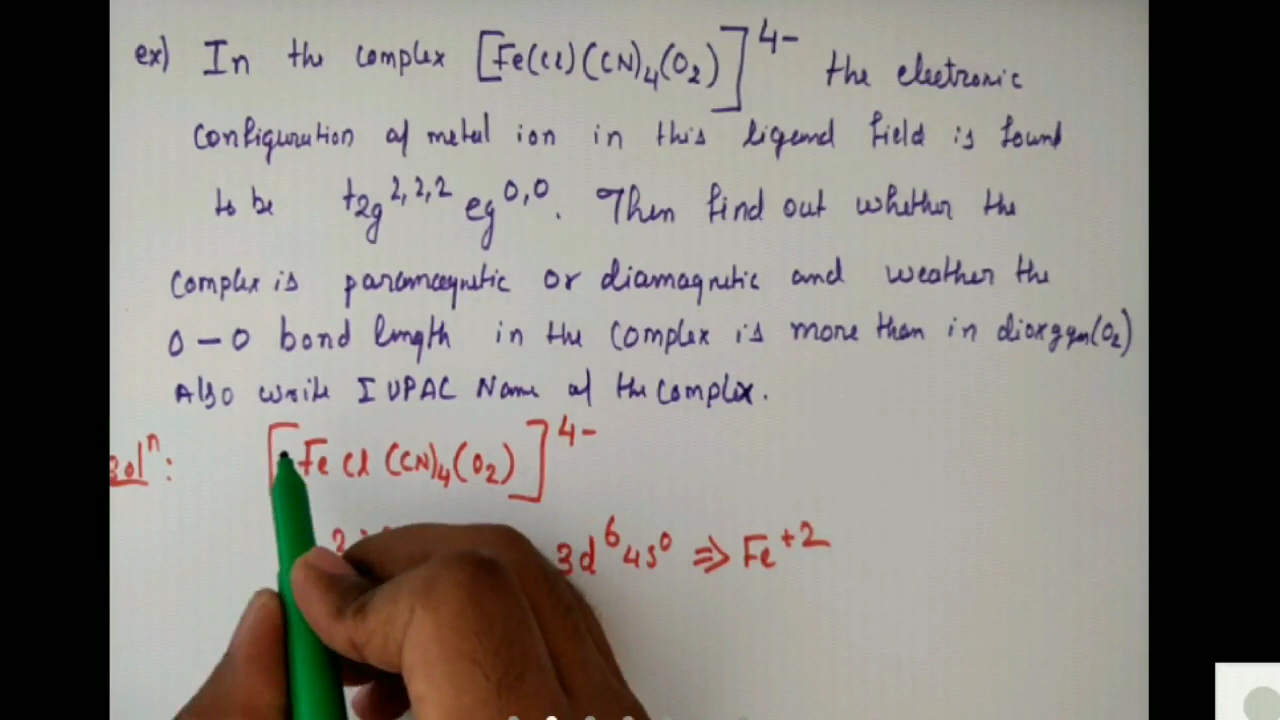 ex) In the complex [Fe(Cl)(CN)4(O2)]4- the electronic
configuration of metal ion in this ligend field is found
to be t2g2,2,2 eg0,0. Then find out whether the
complex is paramagnetic or diamagnetic and weather the
O-O bond length in the complex is more than in dioxygen(O2)
Also write IUPAC Name of the complex.
soln: [Fe Cl (CN)4(O2)]4-
3d6 4s0 ⇒ Fe+2